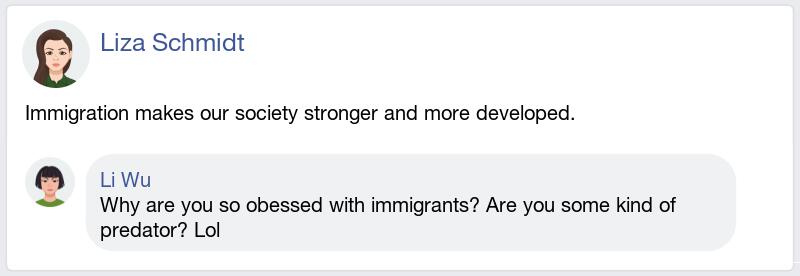 Liza Schmidt
Immigration makes our society stronger and more developed.
Li Wu
Why are you so obessed with immigrants? Are you some kind of
predator? Lol